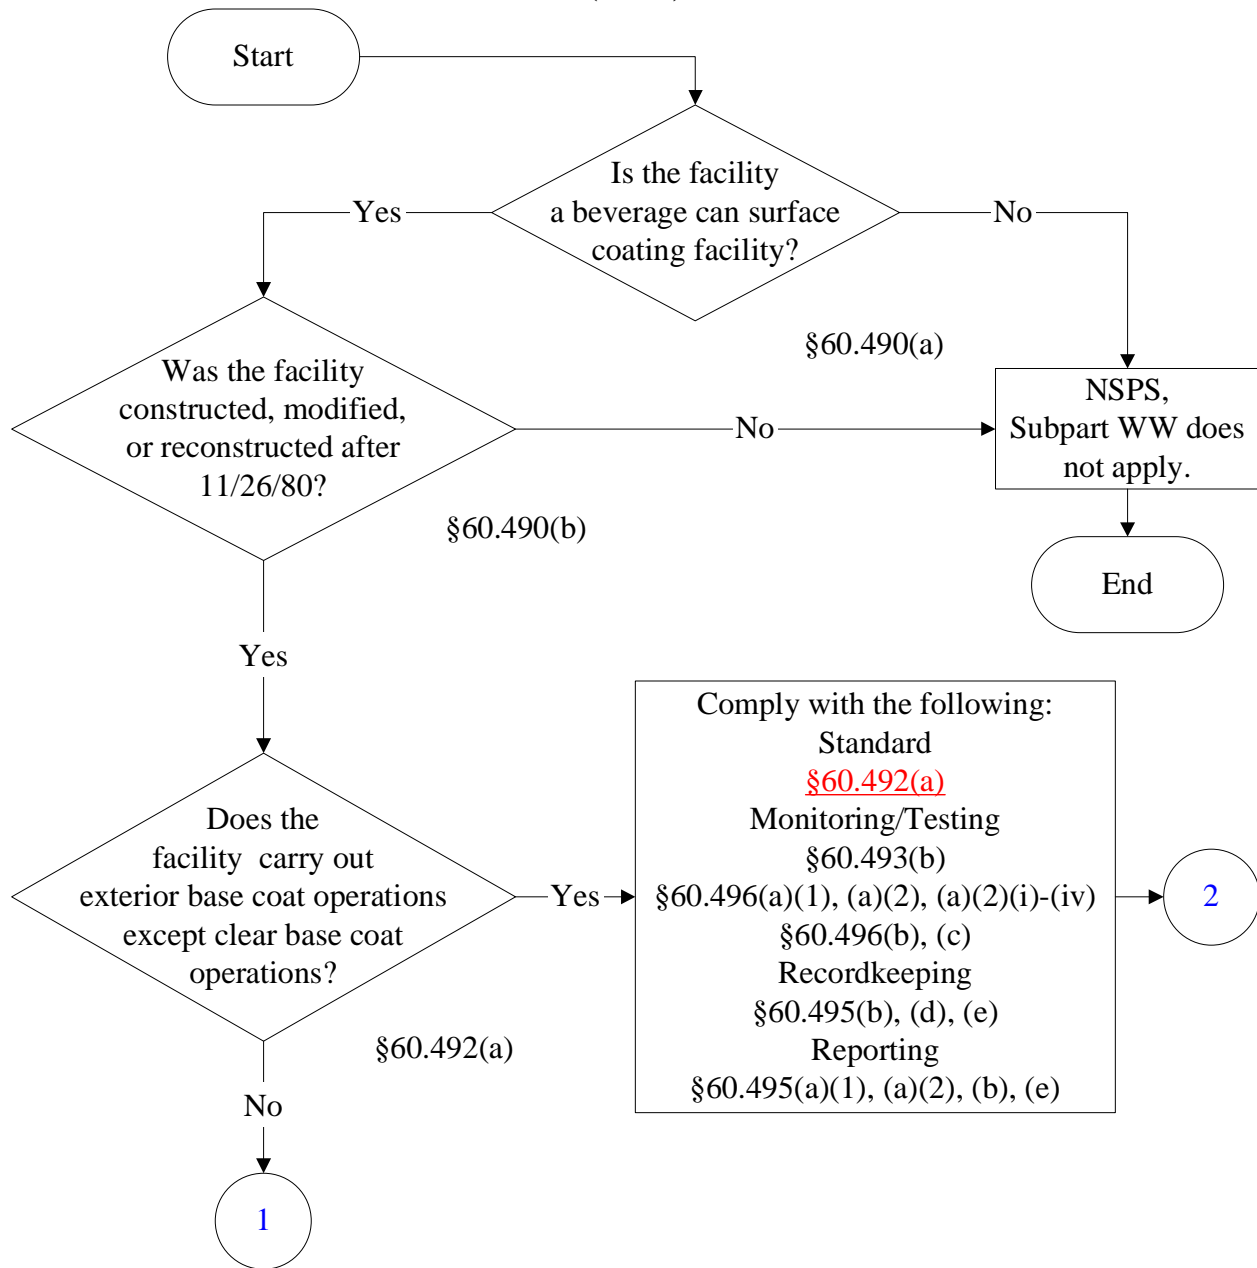 Start
Is the facility
a beverage can surface
coating facility?
Yes
No
§60.490(a)
Was the facility
constructed, modified,
or reconstructed after
11/26/80?
No
NSPS,
Subpart WW does
not apply.
§60.490(b)
End
Yes
Does the
facility carry out
exterior base coat operations
except clear base coat
operations?
Yes
Comply with the following:
Standard
§60.492(a)
Monitoring/Testing
§60.493(b)
§60.496(a)(1), (a)(2), (a)(2)(i)-(iv)
§60.496(b), (c)
Recordkeeping
§60.495(b), (d), (e)
Reporting
§60.495(a)(1), (a)(2), (b), (e)
2
§60.492(a)
No
1